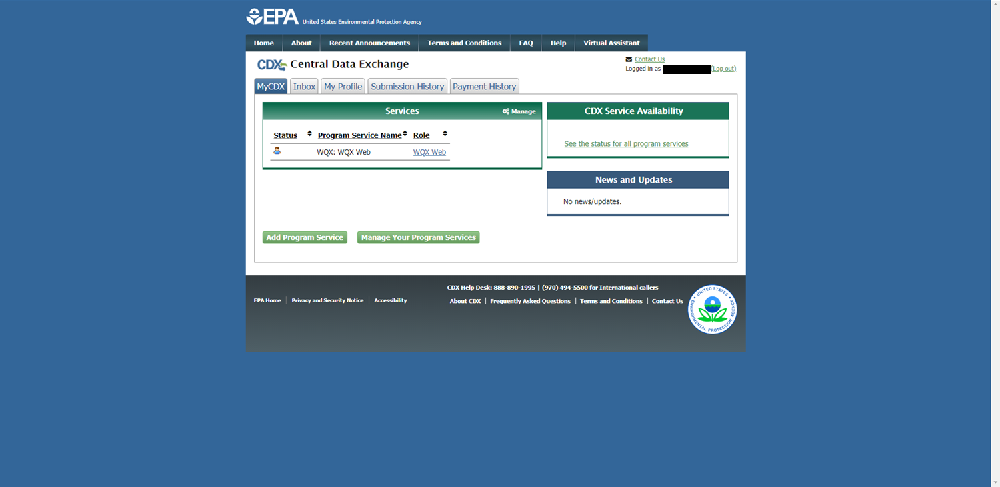 EPA United States Environmental Protection Agency
Home About Recent Announcements Terms and Conditions FAQ Help Virtual Assistant
CDX Central Data Exchange
Contact Us
Logged in as (Log out)
MyCDX Inbox My Profile Submission History Payment History
Services Manage
Status Program Service Name Role
WQX: WQX Web WQX Web
CDX Service Availability
See the status for all program services
News and Updates
No news/updates.
Add Program Service Manage Your Program Services
CDX Help Desk: 888-890-1995 | (970) 494-5500 for International callers
EPA Home Privacy and Security Notice Accessibility
About CDX Frequently Asked Questions Terms and Conditions Contact Us
UNITED STATES
ENVIRONMENTAL PROTECTION AGENCY